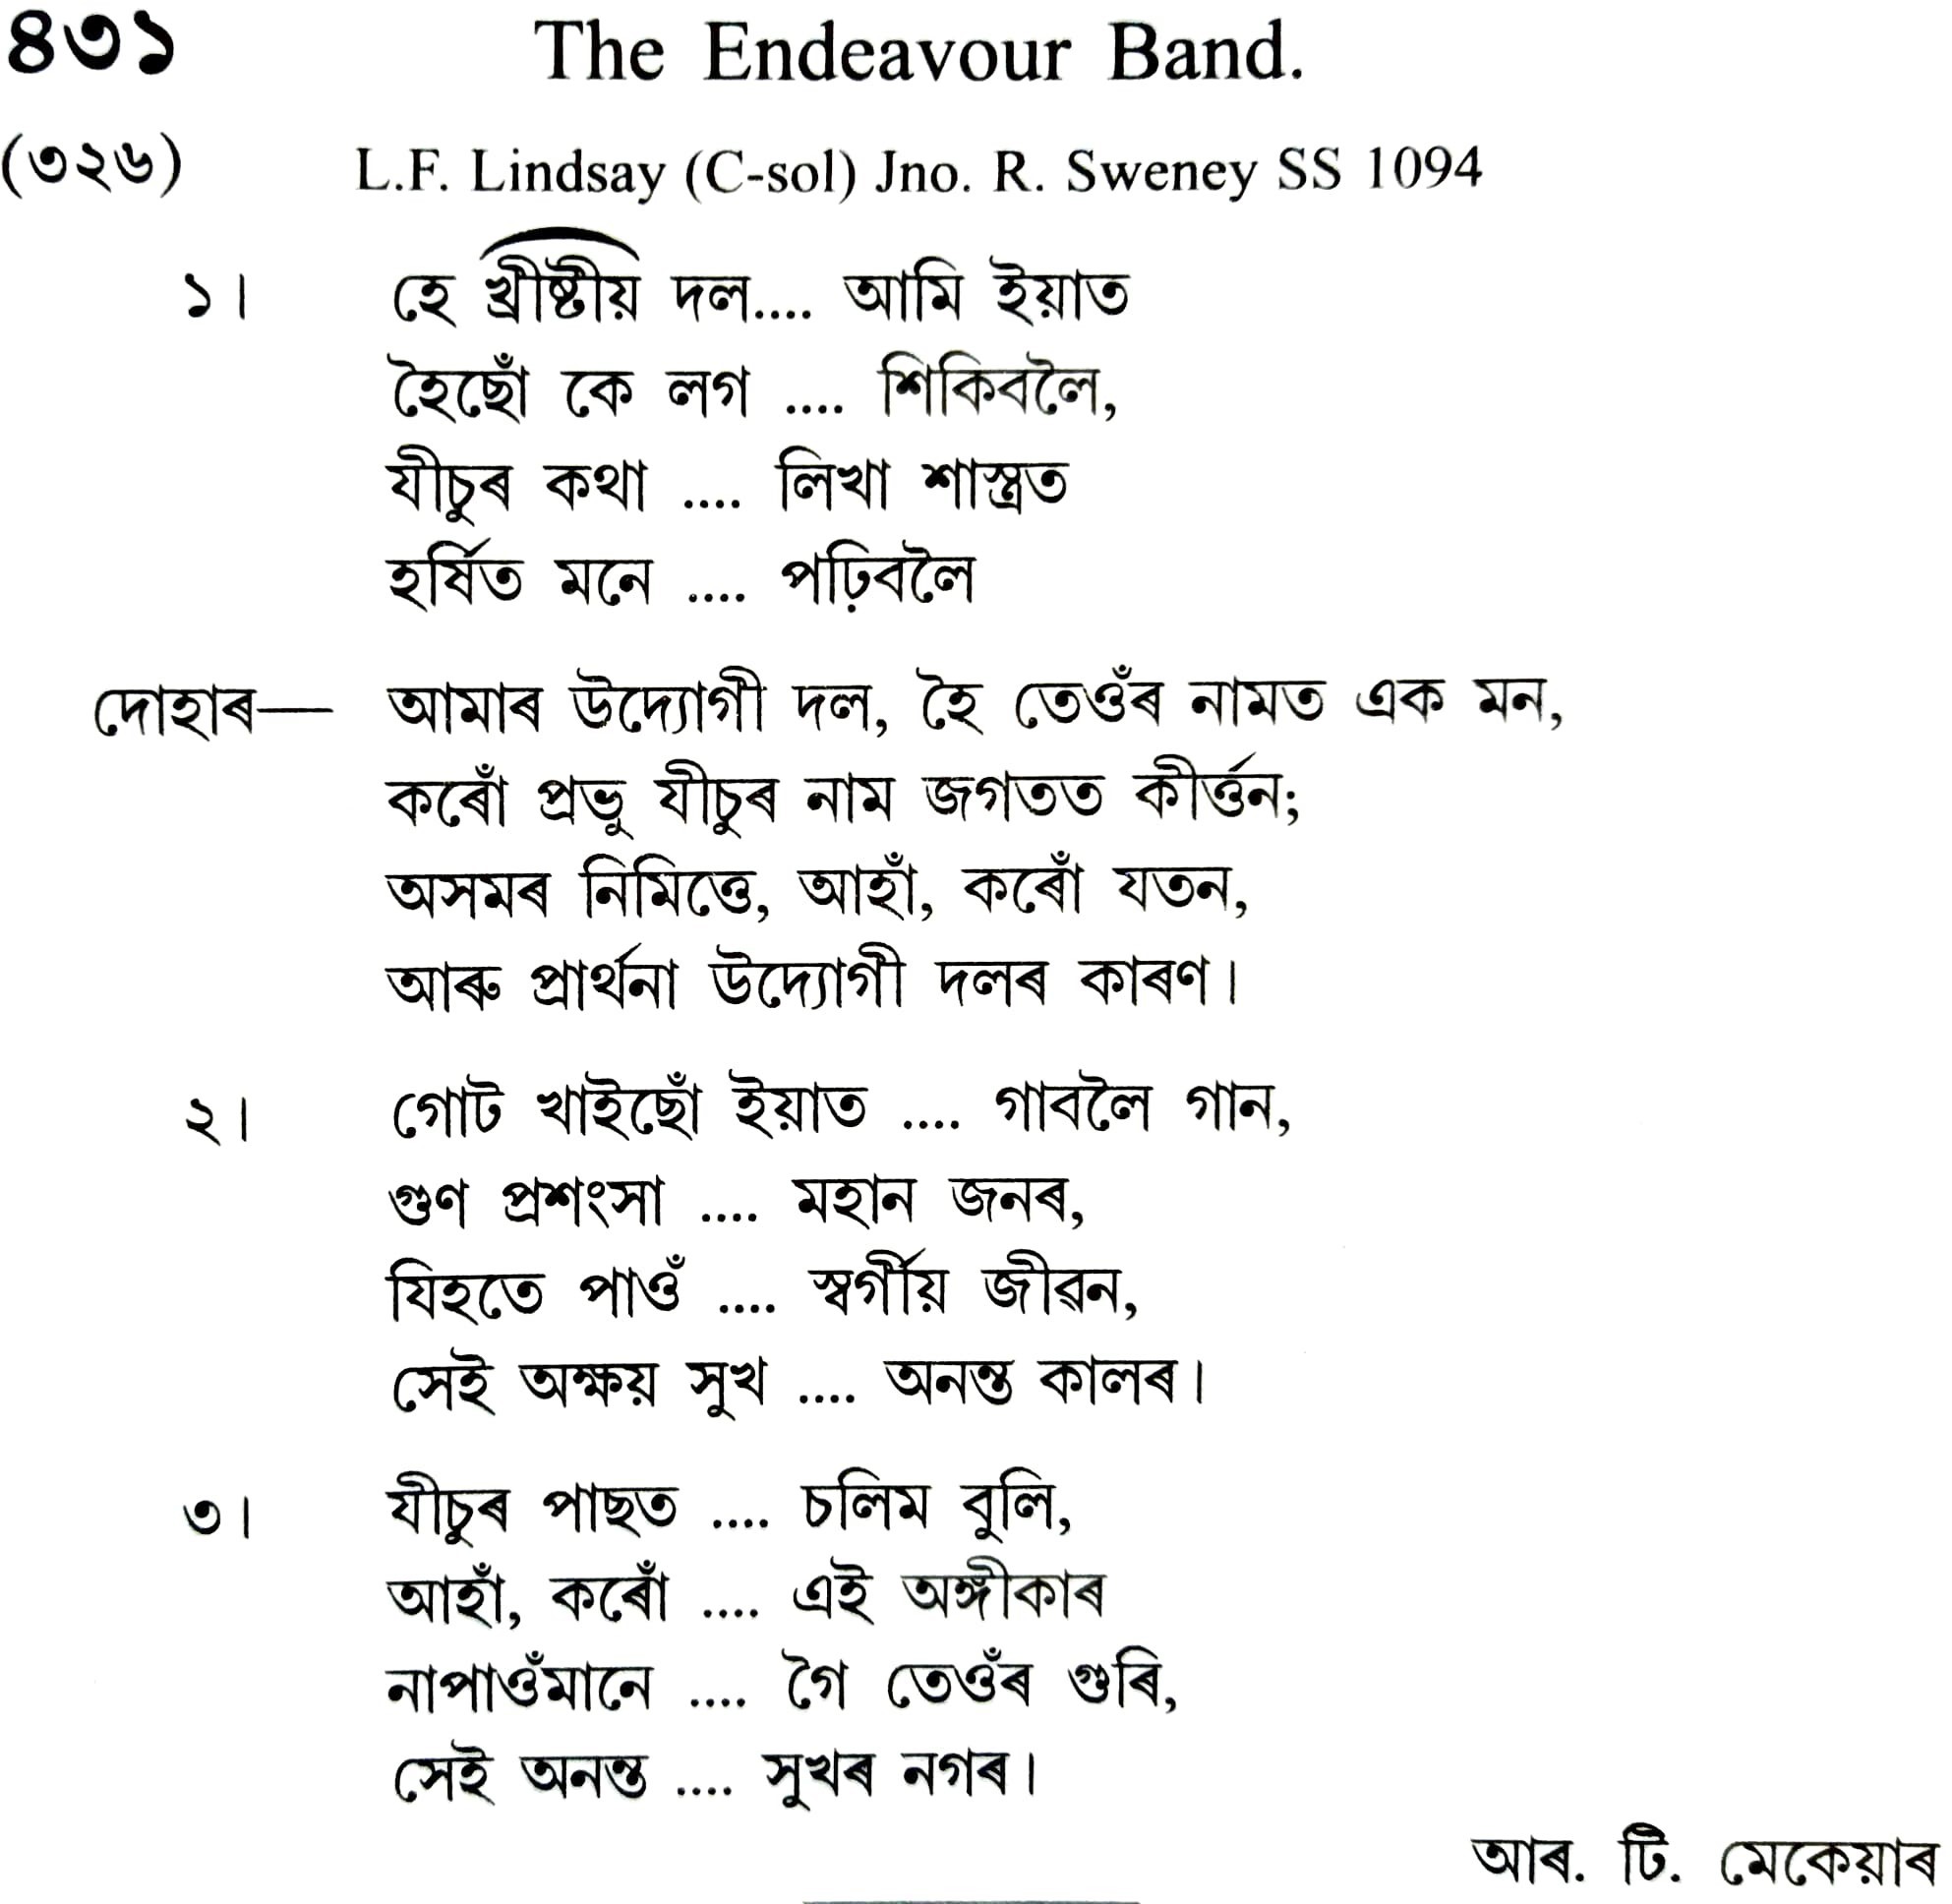 ৪৩১ The Endeavour Band.
(৩২৬) L.F. Lindsay (C-sol) Jno. R. Sweney SS 1094
১। হে খ্ৰীষ্টীয় দল.... আমি ইয়াত
হৈছোঁ কে লগ .... শিকিবলৈ,
যীচুৰ কথা .... লিখা শাস্ত্ৰত
হৰ্ষিত মনে .... পঢ়িবলৈ
দোহাৰ— আমাৰ উদ্যোগী দল, হৈ তেওঁৰ নামত এক মন,
কৰোঁ প্ৰভু যীচুৰ নাম জগতত কীৰ্ত্তন;
অসমৰ নিমিত্তে, আহাঁ, কৰোঁ যতন,
আৰু প্ৰাৰ্থনা উদ্যোগী দলৰ কাৰণ।
২। গোট খাইছোঁ ইয়াত .... গাবলৈ গান,
গুণ প্ৰশংসা .... মহান জনৰ,
যিহতে পাওঁ .... স্বৰ্গীয় জীৱন,
সেই অক্ষয় সুখ .... অনন্ত কালৰ।
৩। যীচুৰ পাছত .... চলিম বুলি,
আহাঁ, কৰোঁ .... এই অঙ্গীকাৰ
নাপাওঁমানে .... গৈ তেওঁৰ গুৰি,
সেই অনন্ত .... সুখৰ নগৰ।
আৰ. টি. মেকেয়াৰ